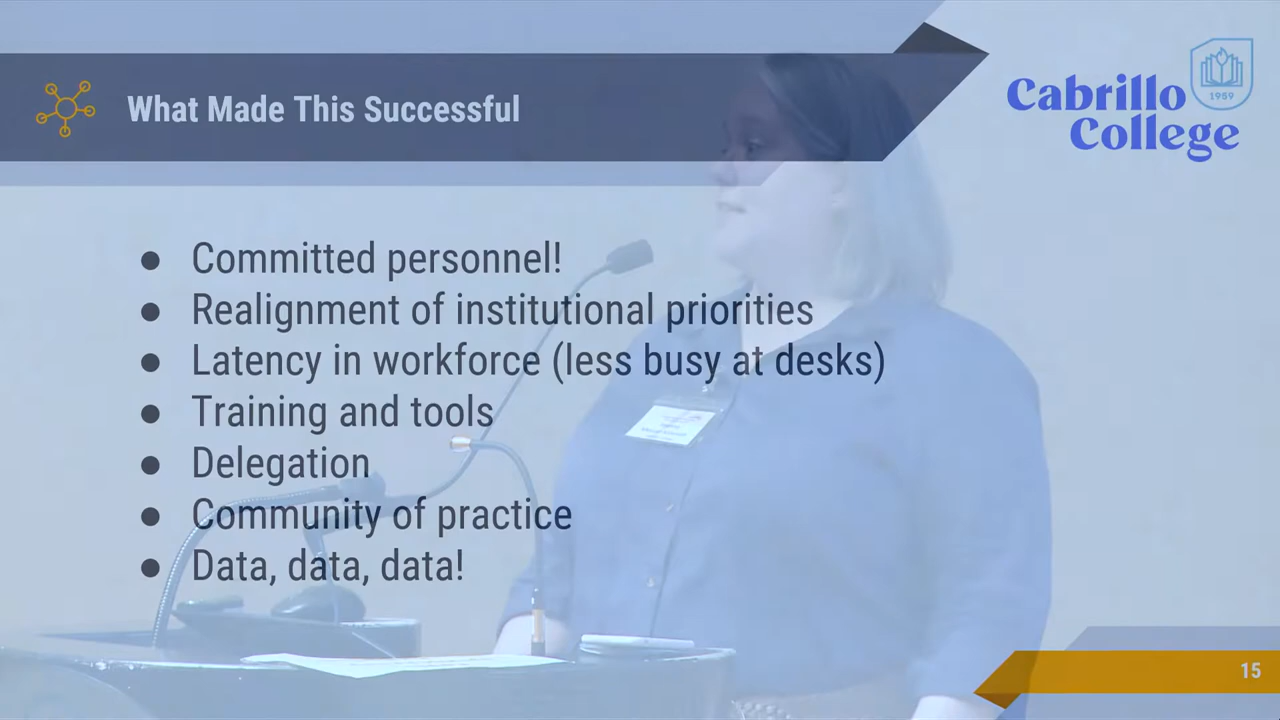 What Made This Successful
Cabrillo
College
1959
● Committed personnel!
● Realignment of institutional priorities
● Latency in workforce (less busy at desks)
● Training and tools
● Delegation
● Community of practice
● Data, data, data!
15